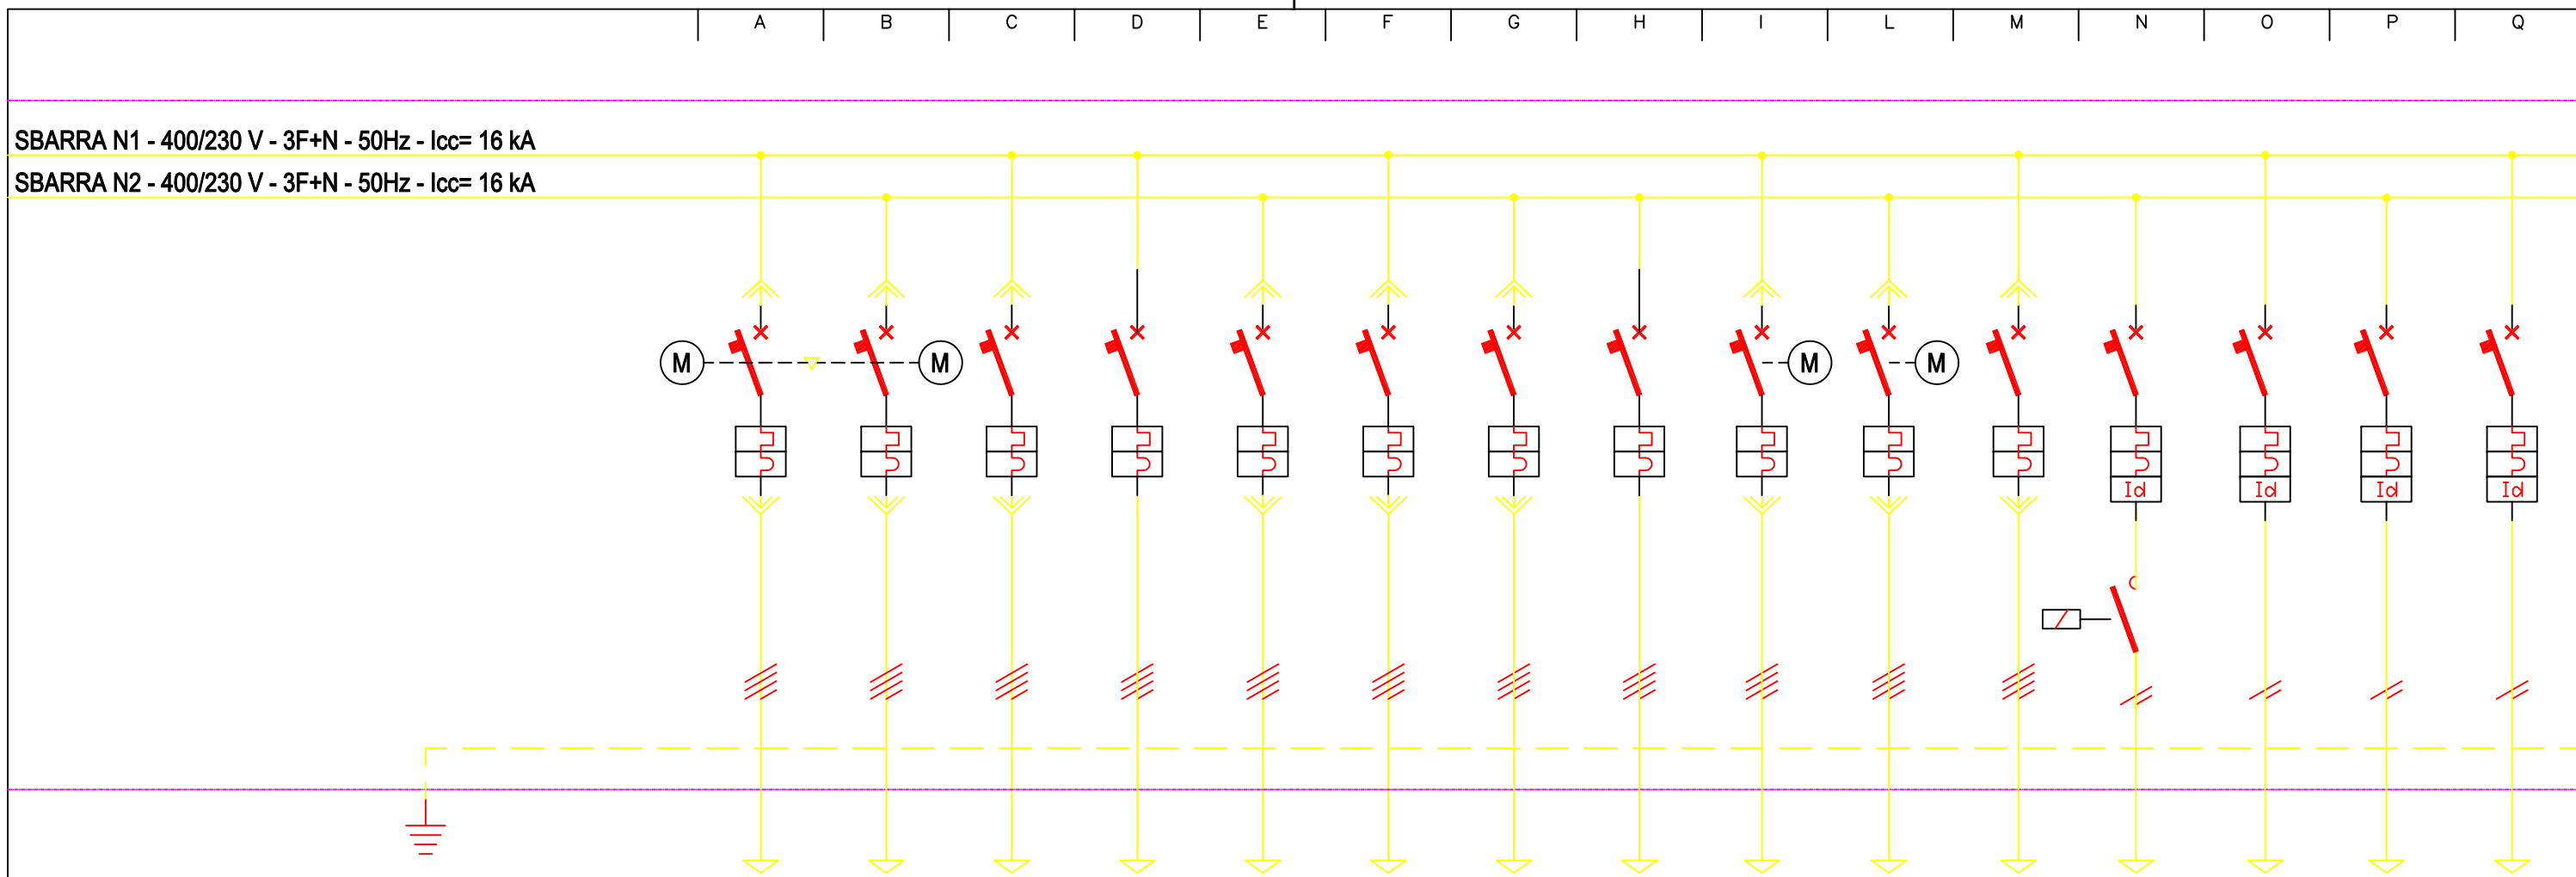 A B C D E F G H I L M N O P Q
SBARRA N1 - 400/230 V - 3F+N - 50Hz - Icc= 16 kA
SBARRA N2 - 400/230 V - 3F+N - 50Hz - Icc= 16 kA
M M M M
Id Id Id Id